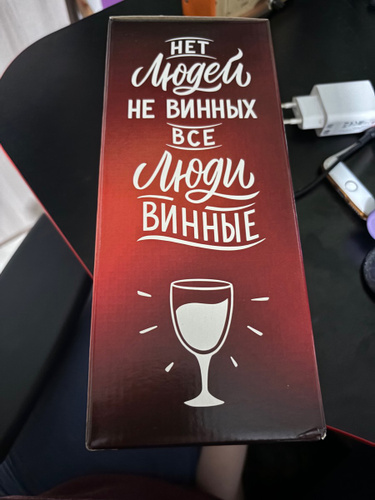 НЕТ
Людей
НЕ ВИННЫХ
ВСЕ
Люди
ВИННЫЕ